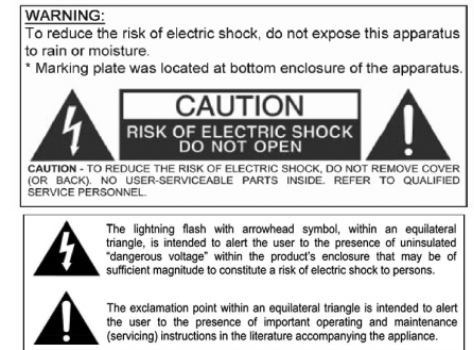 WARNING:
To reduce the risk of electric shock, do not expose this apparatus
to rain or moisture.
* Marking plate was located at bottom enclosure of the apparatus.
CAUTION
RISK OF ELECTRIC SHOCK
DO NOT OPEN
CAUTION - TO REDUCE THE RISK OF ELECTRIC SHOCK, DO NOT REMOVE COVER
(OR BACK). NO USER-SERVICEABLE PARTS INSIDE. REFER TO QUALIFIED
SERVICE PERSONNEL.
The lightning flash with arrowhead symbol, within an equilateral
triangle, is intended to alert the user to the presence of uninsulated
“dangerous voltage” within the product’s enclosure that may be of
sufficient magnitude to constitute a risk of electric shock to persons.
The exclamation point within an equilateral triangle is intended to alert
the user to the presence of important operating and maintenance
(servicing) instructions in the literature accompanying the appliance.